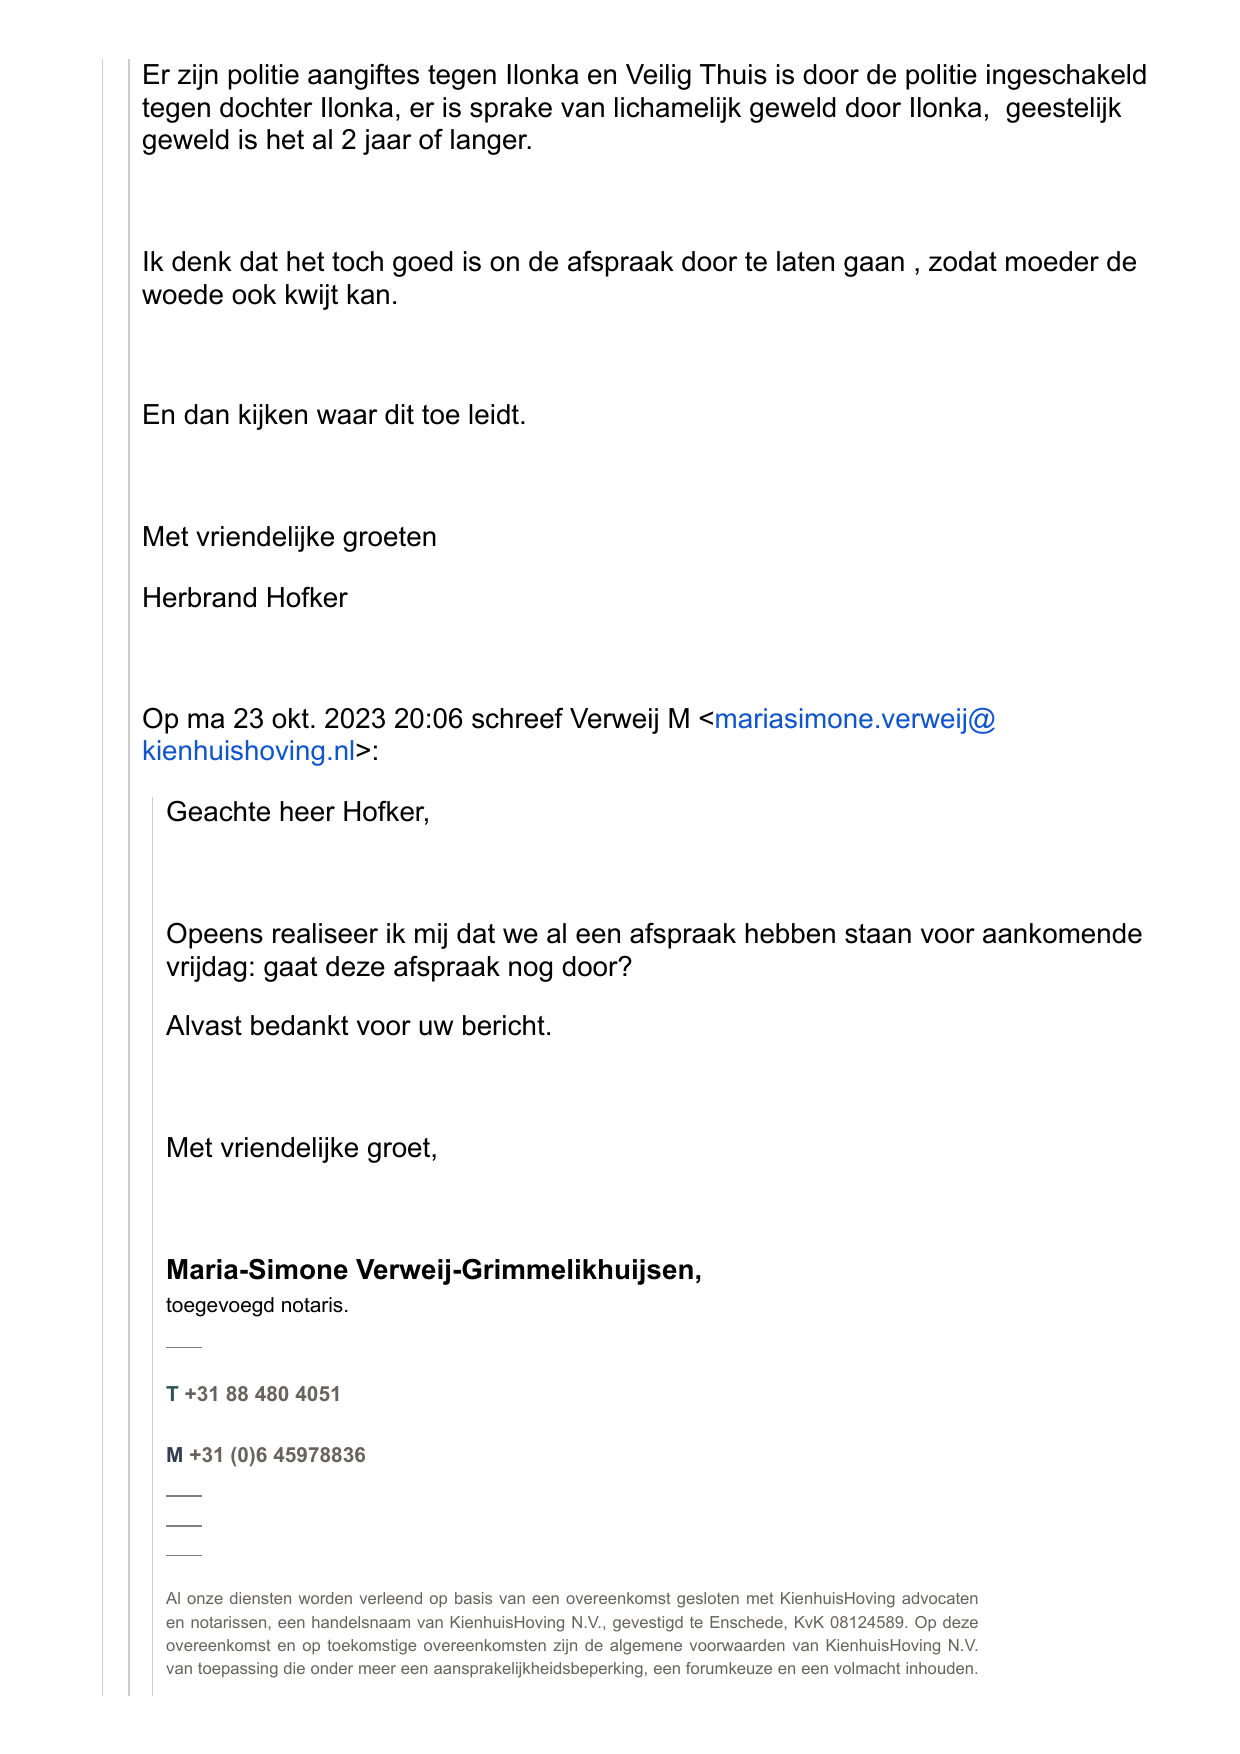 Er zijn politie aangiftes tegen Ilonka en Veilig Thuis is door de politie ingeschakeld
tegen dochter Ilonka, er is sprake van lichamelijk geweld door Ilonka,  geestelijk
geweld is het al 2 jaar of langer.
Ik denk dat het toch goed is on de afspraak door te laten gaan , zodat moeder de
woede ook kwijt kan.
En dan kijken waar dit toe leidt.
Met vriendelijke groeten
Herbrand Hofker
Op ma 23 okt. 2023 20:06 schreef Verweij M <mariasimone.verweij@
kienhuishoving.nl>:
Geachte heer Hofker,
Opeens realiseer ik mij dat we al een afspraak hebben staan voor aankomende
vrijdag: gaat deze afspraak nog door?
Alvast bedankt voor uw bericht.
Met vriendelijke groet,
Maria-Simone Verweij-Grimmelikhuijsen,
toegevoegd notaris.
T +31 88 480 4051
M +31 (0)6 45978836
Al onze diensten worden verleend op basis van een overeenkomst gesloten met KienhuisHoving advocaten
en notarissen, een handelsnaam van KienhuisHoving N.V., gevestigd te Enschede, KvK 08124589. Op deze
overeenkomst en op toekomstige overeenkomsten zijn de algemene voorwaarden van KienhuisHoving N.V.
van toepassing die onder meer een aansprakelijkheidsbeperking, een forumkeuze en een volmacht inhouden.